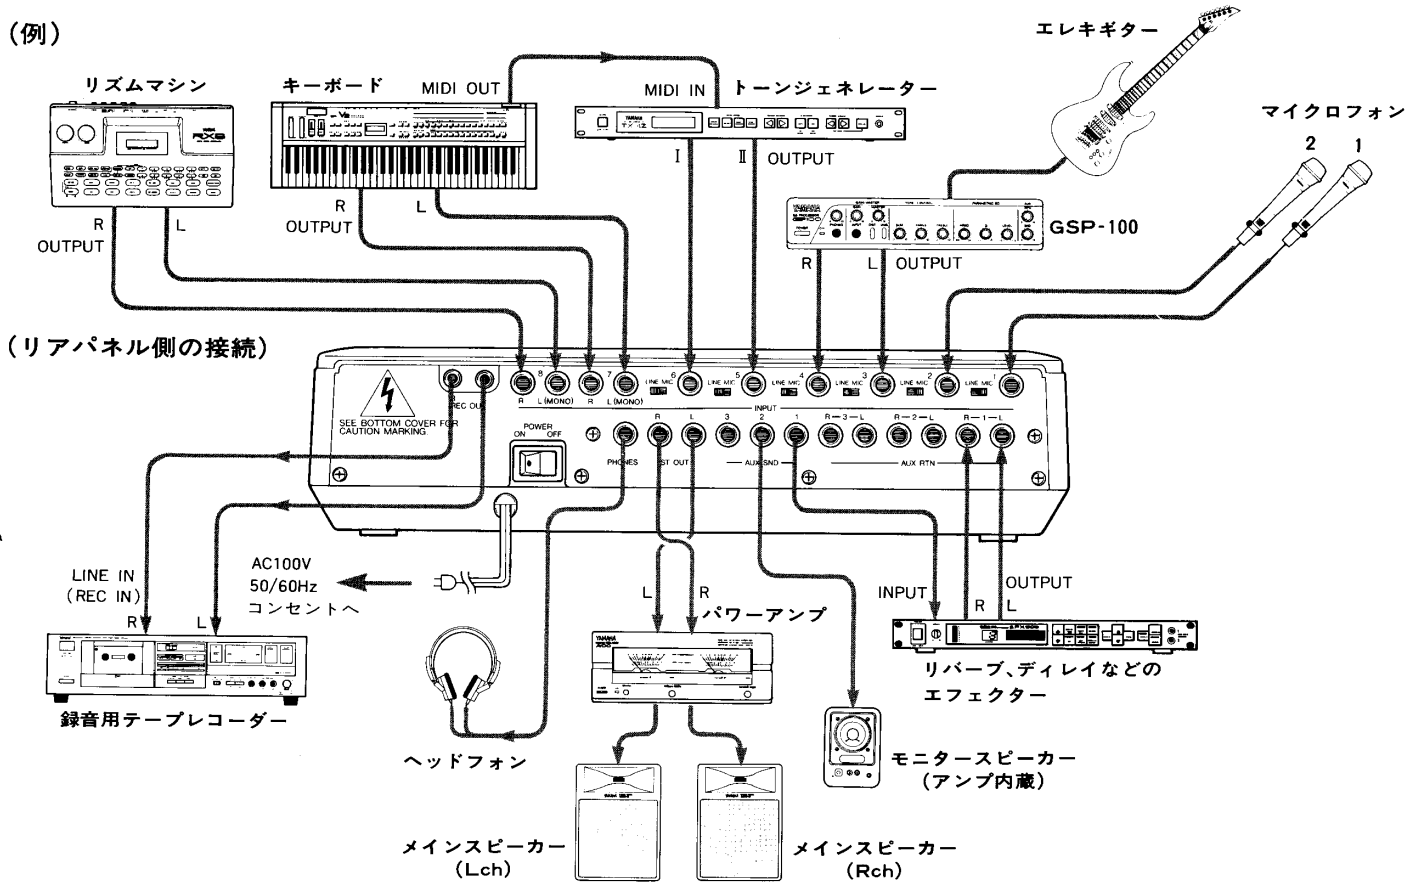 (例)
エレキギター
リズムマシン
キーボード
MIDI OUT
MIDI IN
トーンジェネレーター
マイクロフォン
2 1
YAMAHA
RX8
I II OUTPUT
R L
OUTPUT
R L
OUTPUT
GSP-100
R L OUTPUT
(リアパネル側の接続)
8 7 6 5 4 3 2 1
LINE MIC LINE MIC LINE MIC LINE MIC LINE MIC LINE MIC
R L(MONO) R L(MONO)
INPUT
REC OUT
SEE BOTTOM COVER FOR
CAUTION MARKING.
POWER
ON OFF
R L 3 2 1 R—3—L R—2—L R—1—L
PHONES ST OUT AUX SND AUX RTN
AC100V
50/60Hz
コンセントへ
LINE IN
(REC IN)
R L
録音用テープレコーダー
ヘッドフォン
L R
パワーアンプ
YAMAHA
INPUT
OUTPUT
R L
リバーブ、ディレイなどの
エフェクター
モニタースピーカー
(アンプ内蔵)
メインスピーカー
(Lch)
メインスピーカー
(Rch)